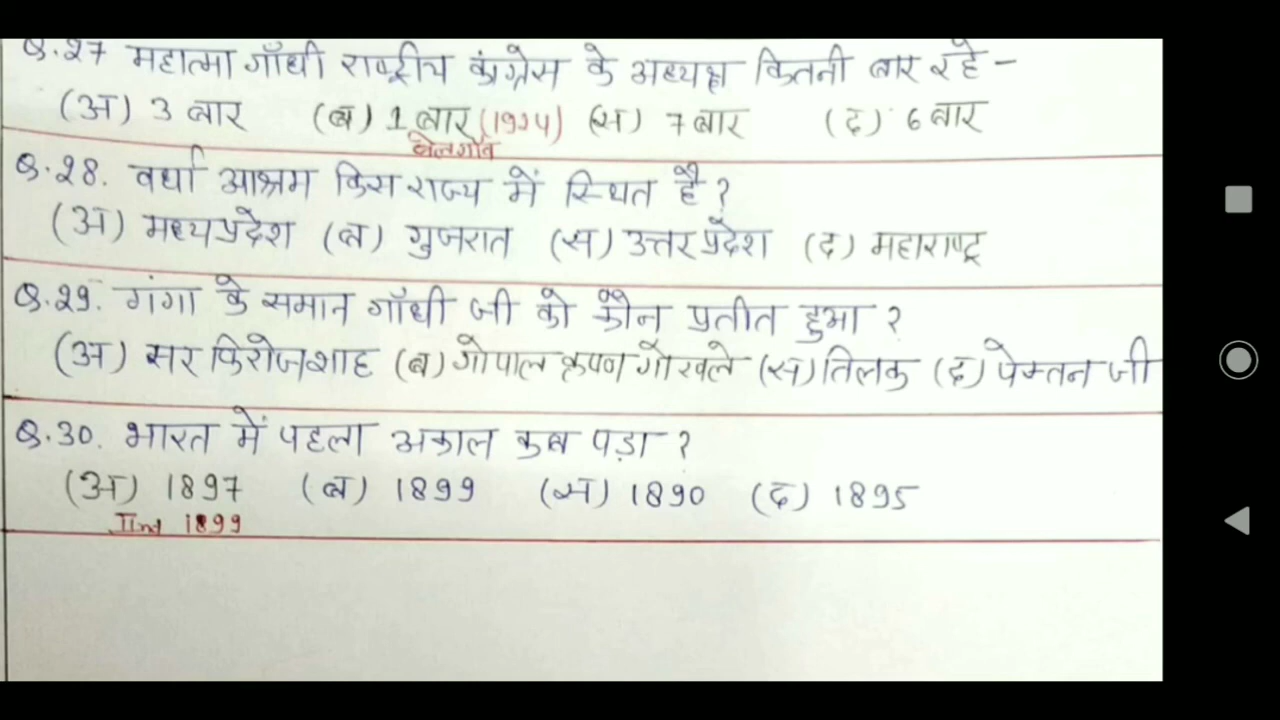 Q.27 महात्मा गाँधी राष्ट्रीय कांग्रेस के अध्यक्ष कितनी बार रहे -
(अ) 3 बार (ब) 1 बार (1924) (स) 7 बार (द) 6 बार
बेलगाँव
Q.28. वर्धा आश्रम किस राज्य में स्थित है?
(अ) मध्यप्रदेश (ब) गुजरात (स) उत्तर प्रदेश (द) महाराष्ट्र
Q.29. गंगा के समान गाँधी जी को कौन प्रतीत हुआ ?
(अ) सर फिरोजशाह (ब) गोपाल कृष्ण गोखले (स) तिलक (द) पेस्तन जी
Q.30. भारत में पहला अकाल कब पड़ा ?
(अ) 1897 (ब) 1899 (स) 1890 (द) 1895
IInd 1899